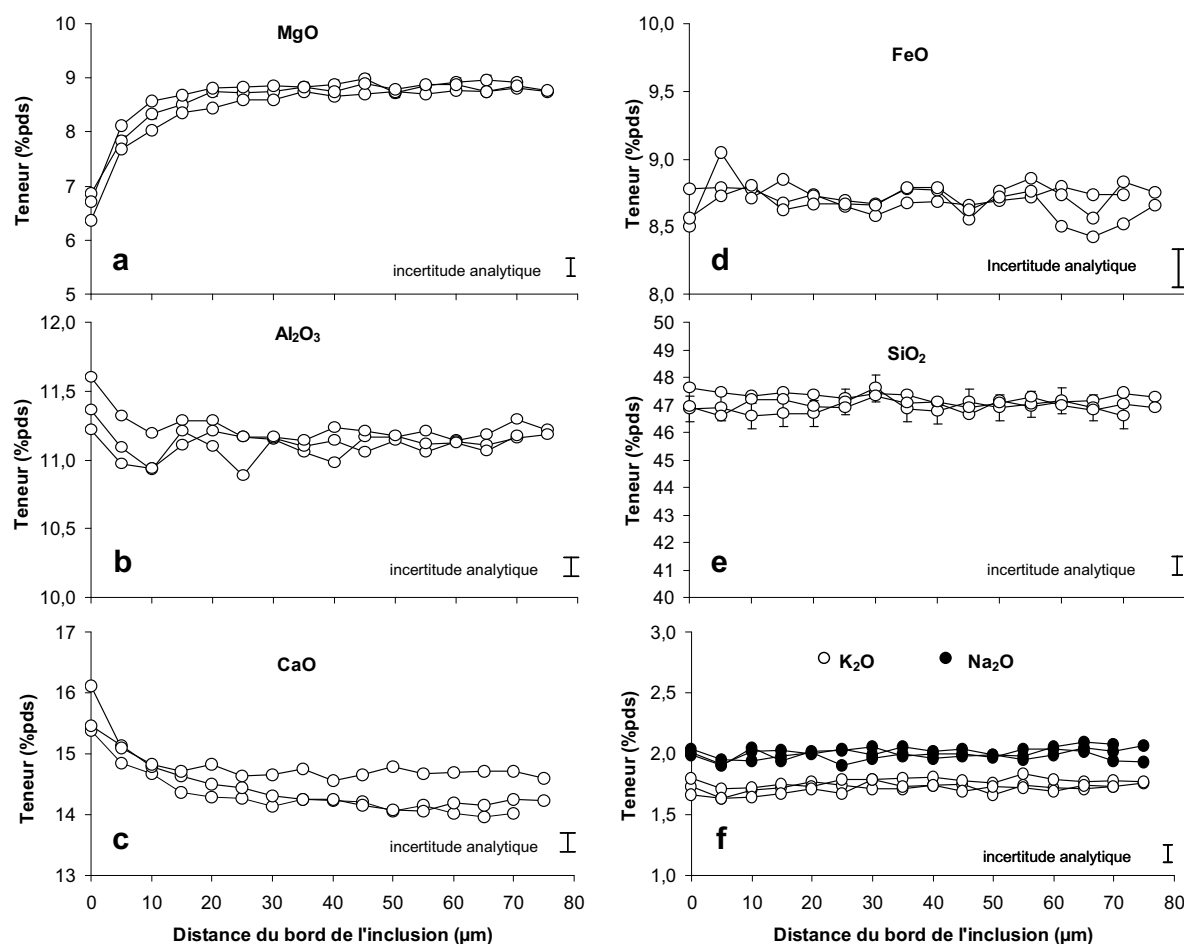 10
9
8
7
6
5
Teneur (%pds)
MgO
a
incertitude analytique
12,0
11,5
11,0
10,5
10,0
Teneur (%pds)
Al₂O₃
b
incertitude analytique
17
16
15
14
13
Teneur (%pds)
CaO
c
incertitude analytique
0 10 20 30 40 50 60 70 80
Distance du bord de l'inclusion (µm)
10,0
9,5
9,0
8,5
8,0
Teneur (%pds)
FeO
d
Incertitude analytique
50
49
48
47
46
45
44
43
42
41
40
Teneur (%pds)
SiO₂
e
incertitude analytique
3,0
2,5
2,0
1,5
1,0
Teneur (%pds)
K₂O Na₂O
f
incertitude analytique
0 10 20 30 40 50 60 70 80
Distance du bord de l'inclusion (µm)